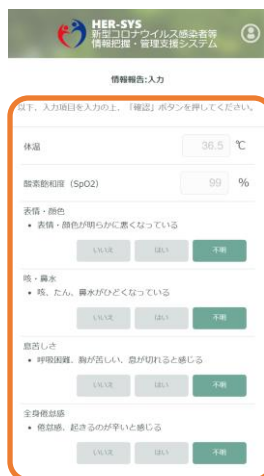 HER-SYS
新型コロナウイルス感染者等
情報把握・管理支援システム
情報報告:入力
以下、入力項目を入力の上、「確認」ボタンを押してください。
体温
36.5 ℃
酸素飽和度（SpO2）
99 %
表情・顔色
• 表情・顔色が明らかに悪くなっている
いいえ はい 不明
咳・鼻水
• 咳、たん、鼻水がひどくなっている
いいえ はい 不明
息苦しさ
• 呼吸困難、胸が苦しい、息が切れると感じる
いいえ はい 不明
全身倦怠感
• 倦怠感、起きるのが辛いと感じる
いいえ はい 不明